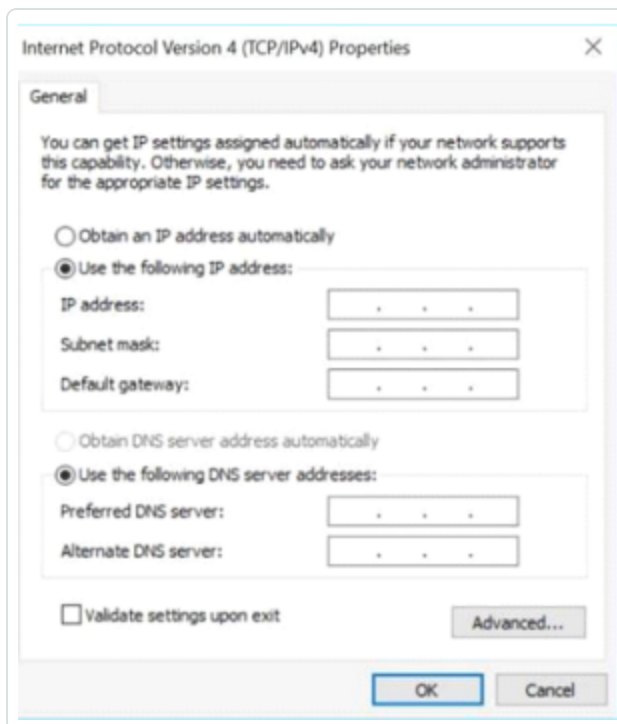 Internet Protocol Version 4 (TCP/IPv4) Properties
General
You can get IP settings assigned automatically if your network supports
this capability. Otherwise, you need to ask your network administrator
for the appropriate IP settings.
Obtain an IP address automatically
Use the following IP address:
IP address:
Subnet mask:
Default gateway:
Obtain DNS server address automatically
Use the following DNS server addresses:
Preferred DNS server:
Alternate DNS server:
Validate settings upon exit
Advanced...
OK Cancel